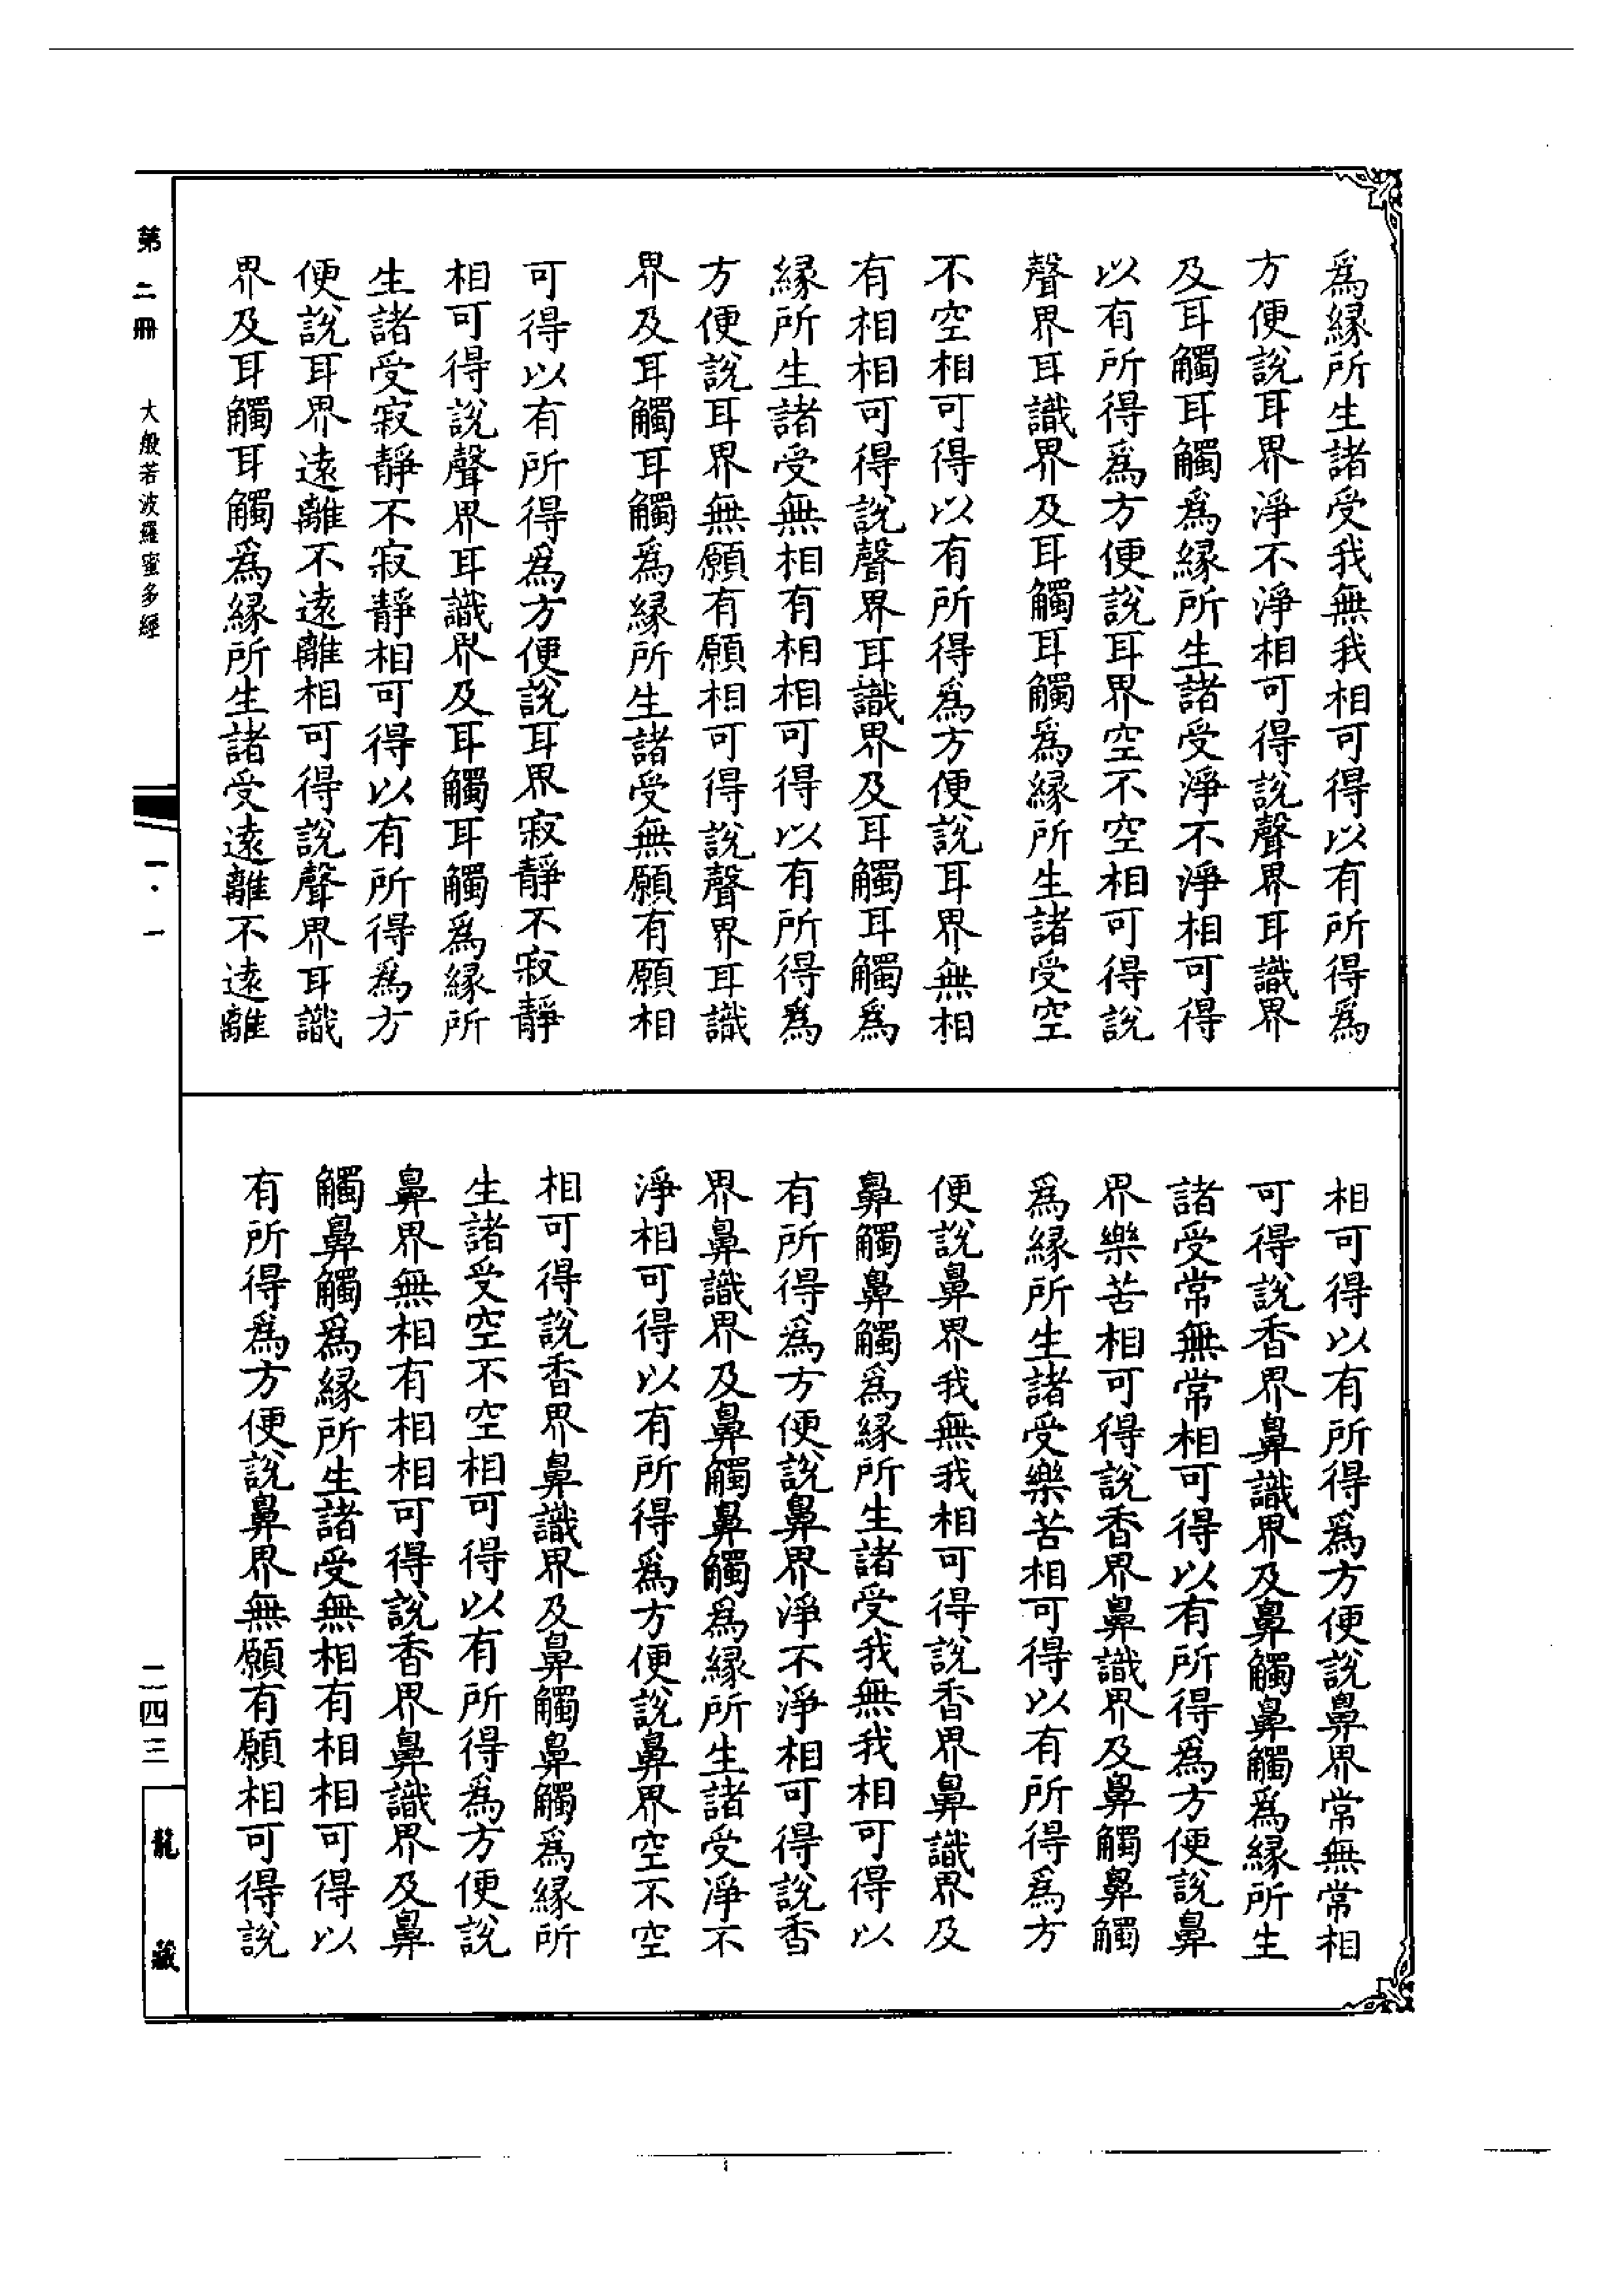 爲緣所生諸受我無我相可得以有所得爲
方便說耳界淨不淨相可得說聲界耳識界
及耳觸耳觸爲緣所生諸受淨不淨相可得
以有所得爲方便說耳界空不空相可得說
聲界耳識界及耳觸耳觸爲緣所生諸受空
不空相可得以有所得爲方便說耳界無相
有相相可得說聲界耳識界及耳觸耳觸爲
緣所生諸受無相有相相可得以有所得爲
方便說耳界無願有願相可得說聲界耳識
界及耳觸耳觸爲緣所生諸受無願有願相
可得以有所得爲方便說耳界寂靜不寂靜
相可得說聲界耳識界及耳觸耳觸爲緣所
生諸受寂靜不寂靜相可得以有所得爲方
便說耳界遠離不遠離相可得說聲界耳識
界及耳觸耳觸爲緣所生諸受遠離不遠離
相可得以有所得爲方便說鼻界常無常相
可得說香界鼻識界及鼻觸鼻觸爲緣所生
諸受常無常相可得以有所得爲方便說鼻
界樂苦相可得說香界鼻識界及鼻觸鼻觸
爲緣所生諸受樂苦相可得以有所得爲方
便說鼻界我無我相可得說香界鼻識界及
鼻觸鼻觸爲緣所生諸受我無我相可得以
有所得爲方便說鼻界淨不淨相可得說香
界鼻識界及鼻觸鼻觸爲緣所生諸受淨不
淨相可得以有所得爲方便說鼻界空不空
相可得說香界鼻識界及鼻觸鼻觸爲緣所
生諸受空不空相可得以有所得爲方便說
鼻界無相有相相可得說香界鼻識界及鼻
觸鼻觸爲緣所生諸受無相有相相可得以
有所得爲方便說鼻界無願有願相可得說
第二冊 大般若波羅蜜多經 一·一 二四三 龍藏